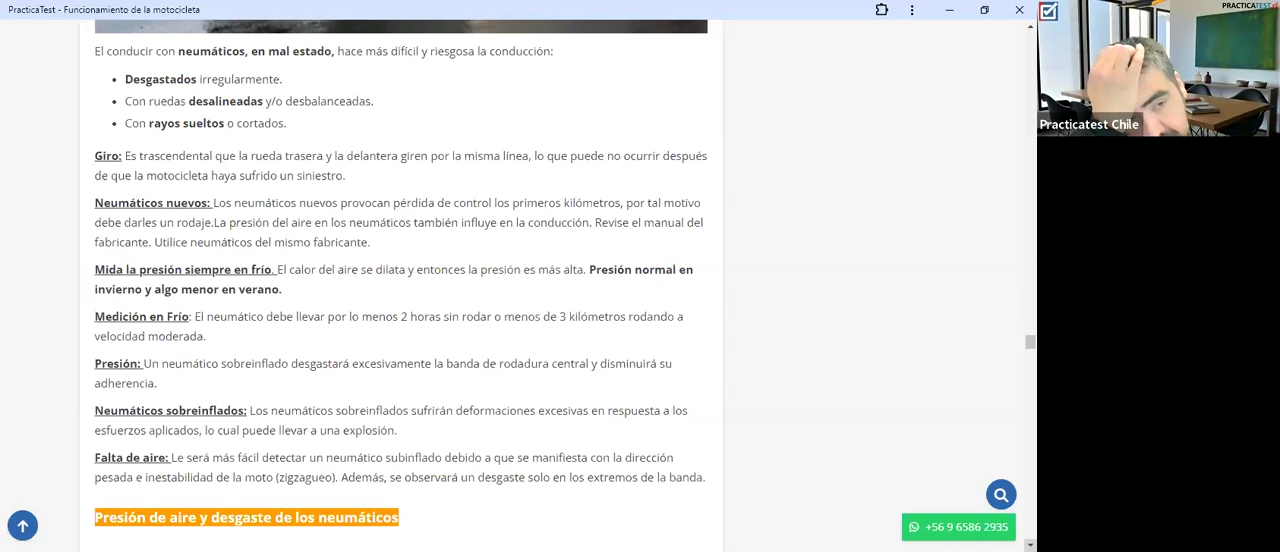 PracticaTest - Funcionamiento de la motocicleta
PRACTICATEST.cl
El conducir con neumáticos, en mal estado, hace más difícil y riesgosa la conducción:
• Desgastados irregularmente.
• Con ruedas desalineadas y/o desbalanceadas.
• Con rayos sueltos o cortados.
Practicatest Chile
Giro: Es trascendental que la rueda trasera y la delantera giren por la misma línea, lo que puede no ocurrir después
de que la motocicleta haya sufrido un siniestro.
Neumáticos nuevos: Los neumáticos nuevos provocan pérdida de control los primeros kilómetros, por tal motivo
debe darles un rodaje.La presión del aire en los neumáticos también influye en la conducción. Revise el manual del
fabricante. Utilice neumáticos del mismo fabricante.
Mida la presión siempre en frío. El calor del aire se dilata y entonces la presión es más alta. Presión normal en
invierno y algo menor en verano.
Medición en Frío: El neumático debe llevar por lo menos 2 horas sin rodar o menos de 3 kilómetros rodando a
velocidad moderada.
Presión: Un neumático sobreinflado desgastará excesivamente la banda de rodadura central y disminuirá su
adherencia.
Neumáticos sobreinflados: Los neumáticos sobreinflados sufrirán deformaciones excesivas en respuesta a los
esfuerzos aplicados, lo cual puede llevar a una explosión.
Falta de aire: Le será más fácil detectar un neumático subinflado debido a que se manifiesta con la dirección
pesada e inestabilidad de la moto (zigzagueo). Además, se observará un desgaste solo en los extremos de la banda.
Presión de aire y desgaste de los neumáticos
+56 9 6586 2935